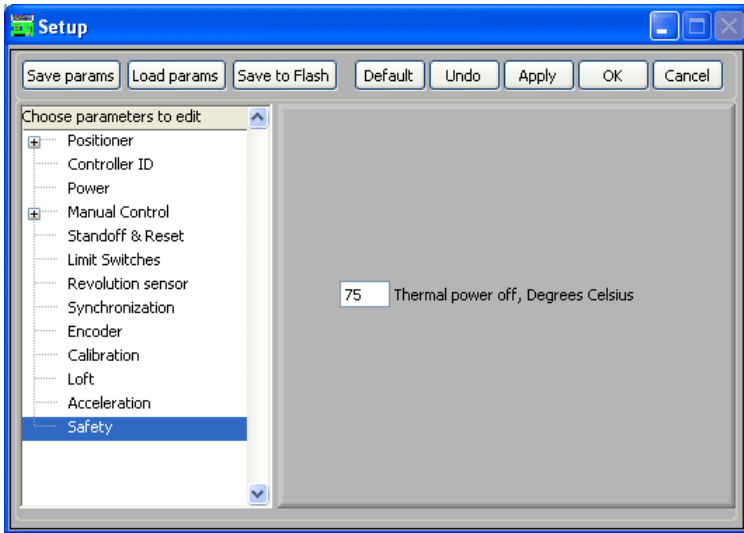 Setup
Save params Load params Save to Flash Default Undo Apply OK Cancel
Choose parameters to edit
Positioner
Controller ID
Power
Manual Control
Standoff & Reset
Limit Switches
Revolution sensor
Synchronization
Encoder
Calibration
Loft
Acceleration
Safety
75 Thermal power off, Degrees Celsius